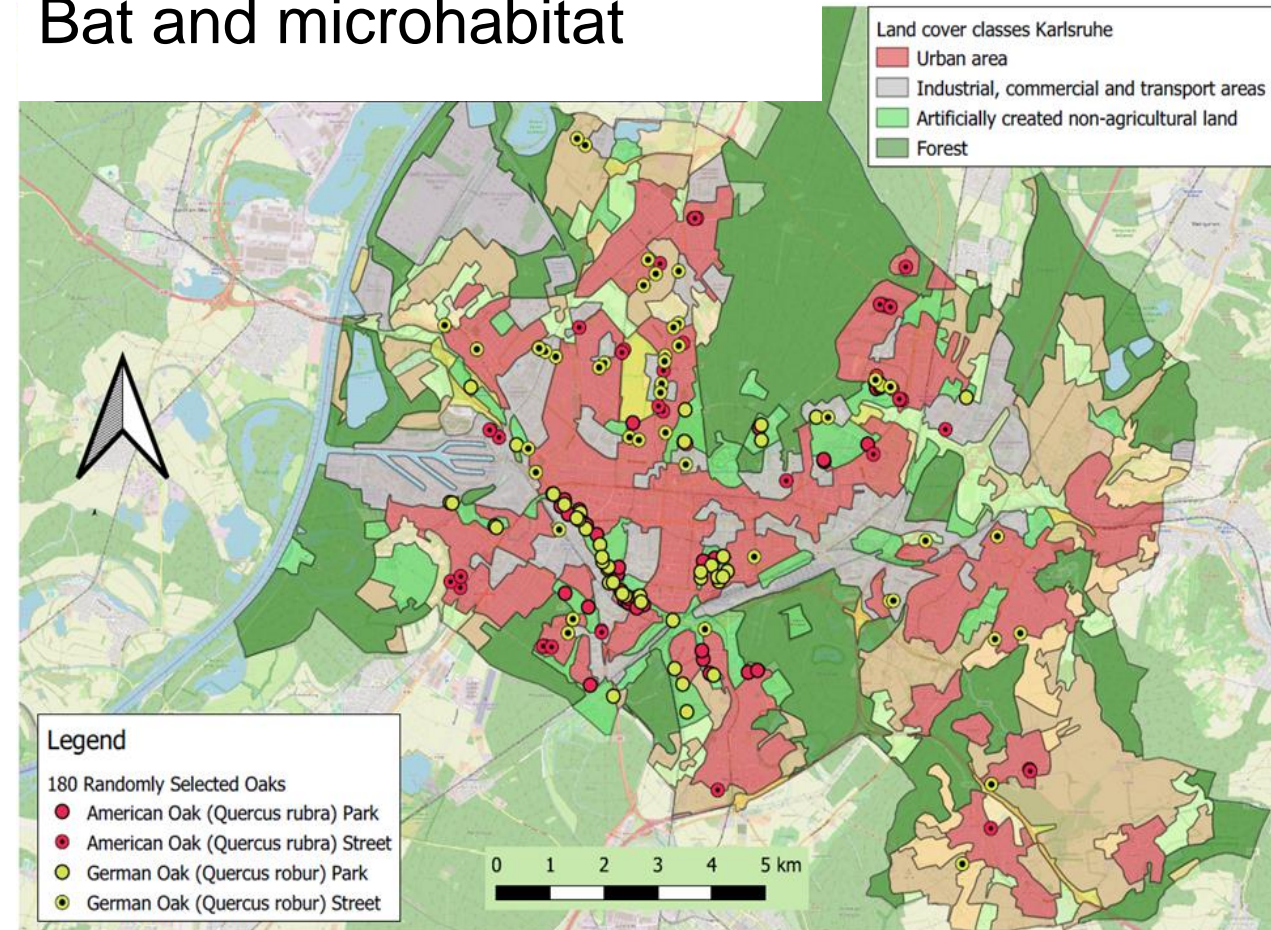 Bat and microhabitat
Land cover classes Karlsruhe
Urban area
Industrial, commercial and transport areas
Artificially created non-agricultural land
Forest
Legend
180 Randomly Selected Oaks
American Oak (Quercus rubra) Park
American Oak (Quercus rubra) Street
German Oak (Quercus robur) Park
German Oak (Quercus robur) Street
0 1 2 3 4 5 km